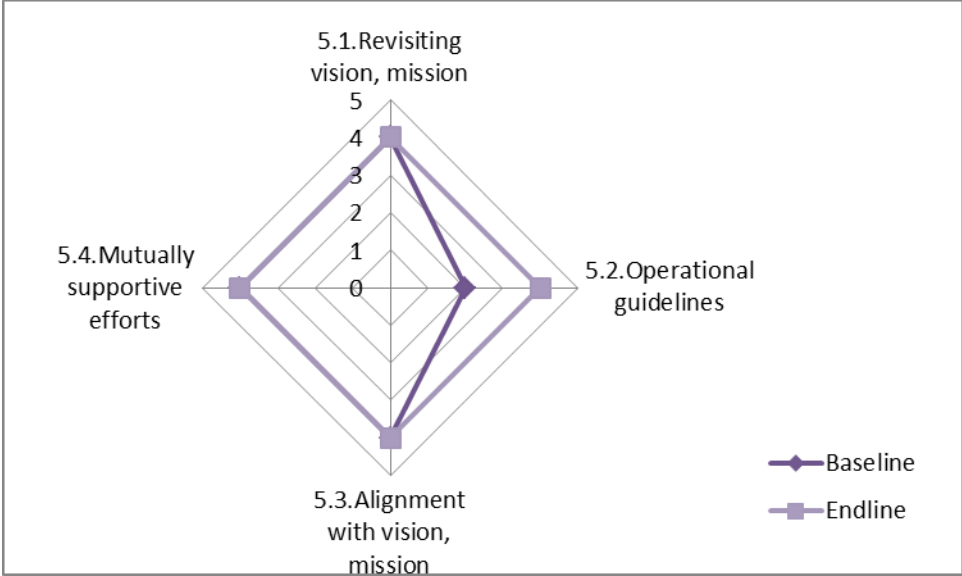 5.1.Revisiting
vision, mission
5
4
3
2
1
0
5.4.Mutually
supportive
efforts
5.2.Operational
guidelines
5.3.Alignment
with vision,
mission
Baseline
Endline